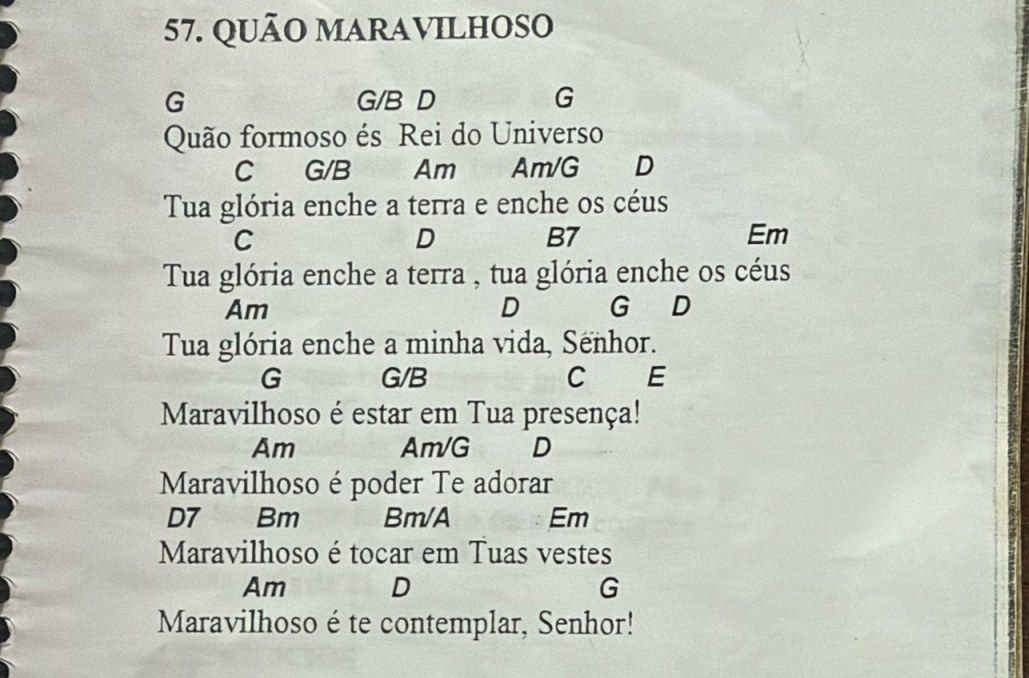 57. QUÃO MARAVILHOSO
G G/B D G
Quão formoso és Rei do Universo
C G/B Am Am/G D
Tua glória enche a terra e enche os céus
C D B7 Em
Tua glória enche a terra , tua glória enche os céus
Am D G D
Tua glória enche a minha vida, Senhor.
G G/B C E
Maravilhoso é estar em Tua presença!
Am Am/G D
Maravilhoso é poder Te adorar
D7 Bm Bm/A Em
Maravilhoso é tocar em Tuas vestes
Am D G
Maravilhoso é te contemplar, Senhor!